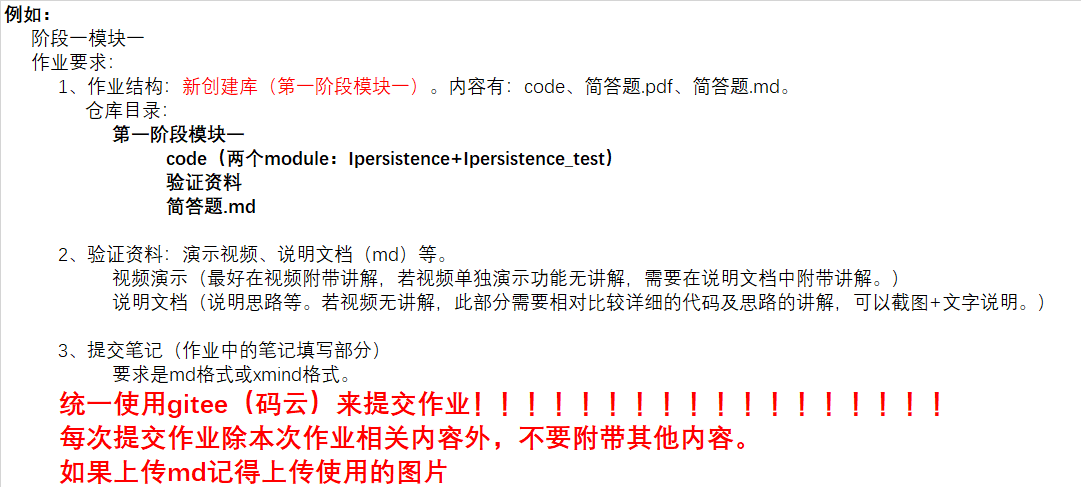 例如：
阶段一模块一
作业要求：
1、作业结构：新创建库（第一阶段模块一）。内容有：code、简答题.pdf、简答题.md。
仓库目录：
第一阶段模块一
code（两个module：Ipersistence+Ipersistence_test）
验证资料
简答题.md
2、验证资料：演示视频、说明文档（md）等。
视频演示（最好在视频附带讲解，若视频单独演示功能无讲解，需要在说明文档中附带讲解。）
说明文档（说明思路等。若视频无讲解，此部分需要相对比较详细的代码及思路的讲解，可以截图+文字说明。）
3、提交笔记（作业中的笔记填写部分）
要求是md格式或xmind格式。
统一使用gitee（码云）来提交作业！！！！！！！！！！！！！！！！！！
每次提交作业除本次作业相关内容外，不要附带其他内容。
如果上传md记得上传使用的图片